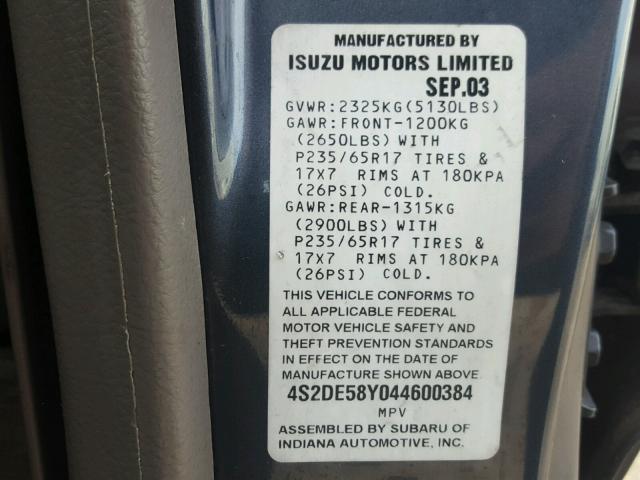 MANUFACTURED BY
ISUZU MOTORS LIMITED
SEP.03
GVWR:2325KG(5130LBS)
GAWR:FRONT-1200KG
(2650LBS) WITH
P235/65R17 TIRES &
17X7 RIMS AT 180KPA
(26PSI) COLD.
GAWR:REAR-1315KG
(2900LBS) WITH
P235/65R17 TIRES &
17X7 RIMS AT 180KPA
(26PSI) COLD.
THIS VEHICLE CONFORMS TO
ALL APPLICABLE FEDERAL
MOTOR VEHICLE SAFETY AND
THEFT PREVENTION STANDARDS
IN EFFECT ON THE DATE OF
MANUFACTURE SHOWN ABOVE
4S2DE58Y044600384
MPV
ASSEMBLED BY SUBARU OF
INDIANA AUTOMOTIVE, INC.